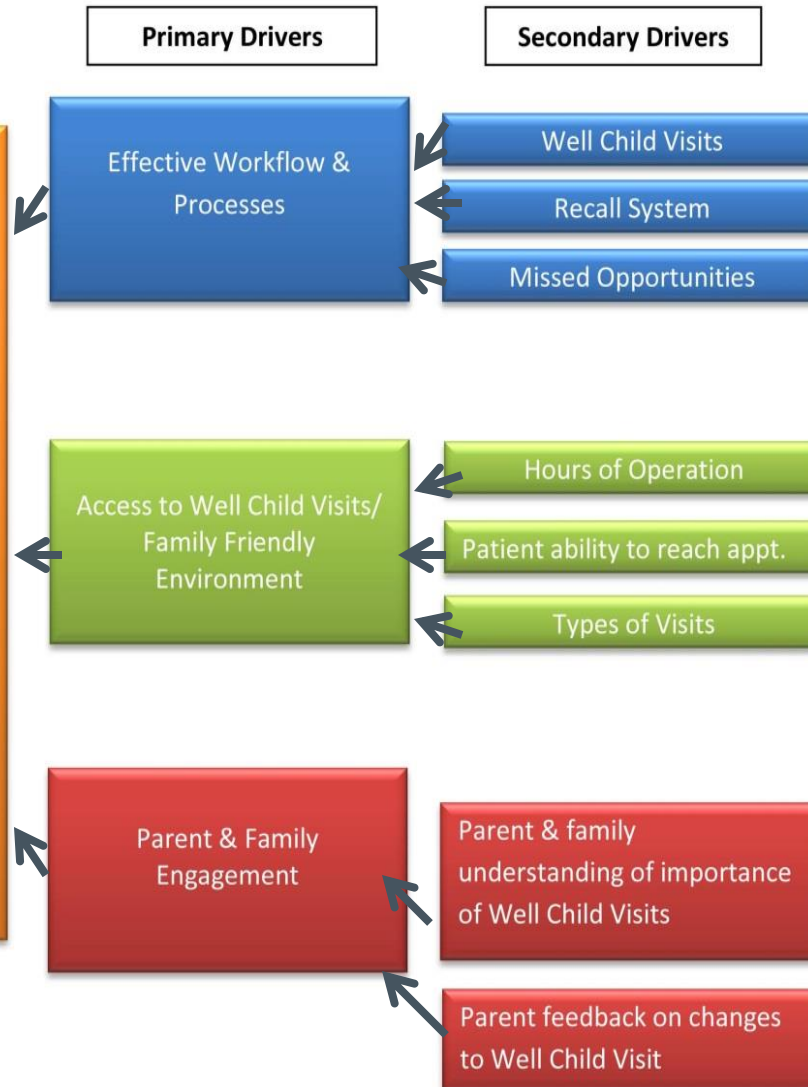 Primary Drivers
Secondary Drivers
Effective Workflow &
Processes
Well Child Visits
Recall System
Missed Opportunities
Access to Well Child Visits/
Family Friendly
Environment
Hours of Operation
Patient ability to reach appt.
Types of Visits
Parent & Family
Engagement
Parent & family
understanding of importance
of Well Child Visits
Parent feedback on changes
to Well Child Visit